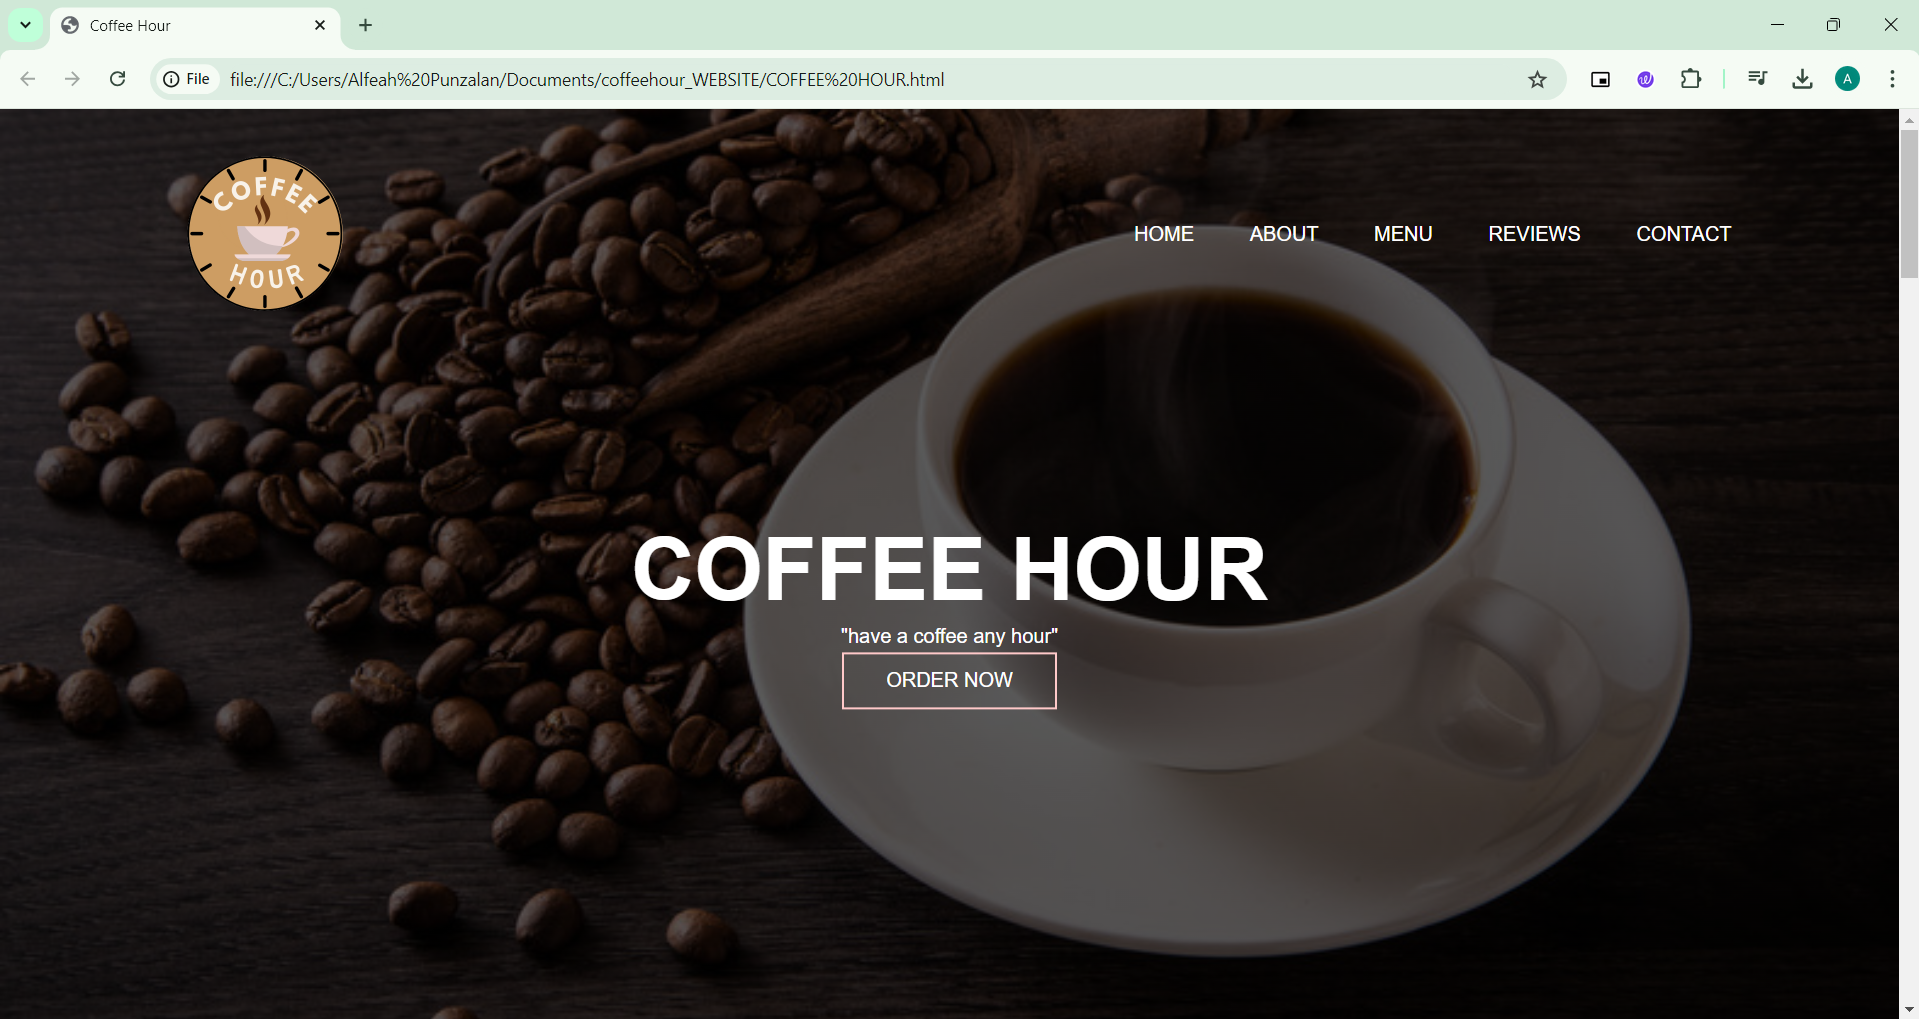 Coffee Hour
File
file:///C:/Users/Alfeah%20Punzalan/Documents/coffeehour_WEBSITE/COFFEE%20HOUR.html
A
COFFEE
HOUR
HOME ABOUT MENU REVIEWS CONTACT
COFFEE HOUR
"have a coffee any hour"
ORDER NOW